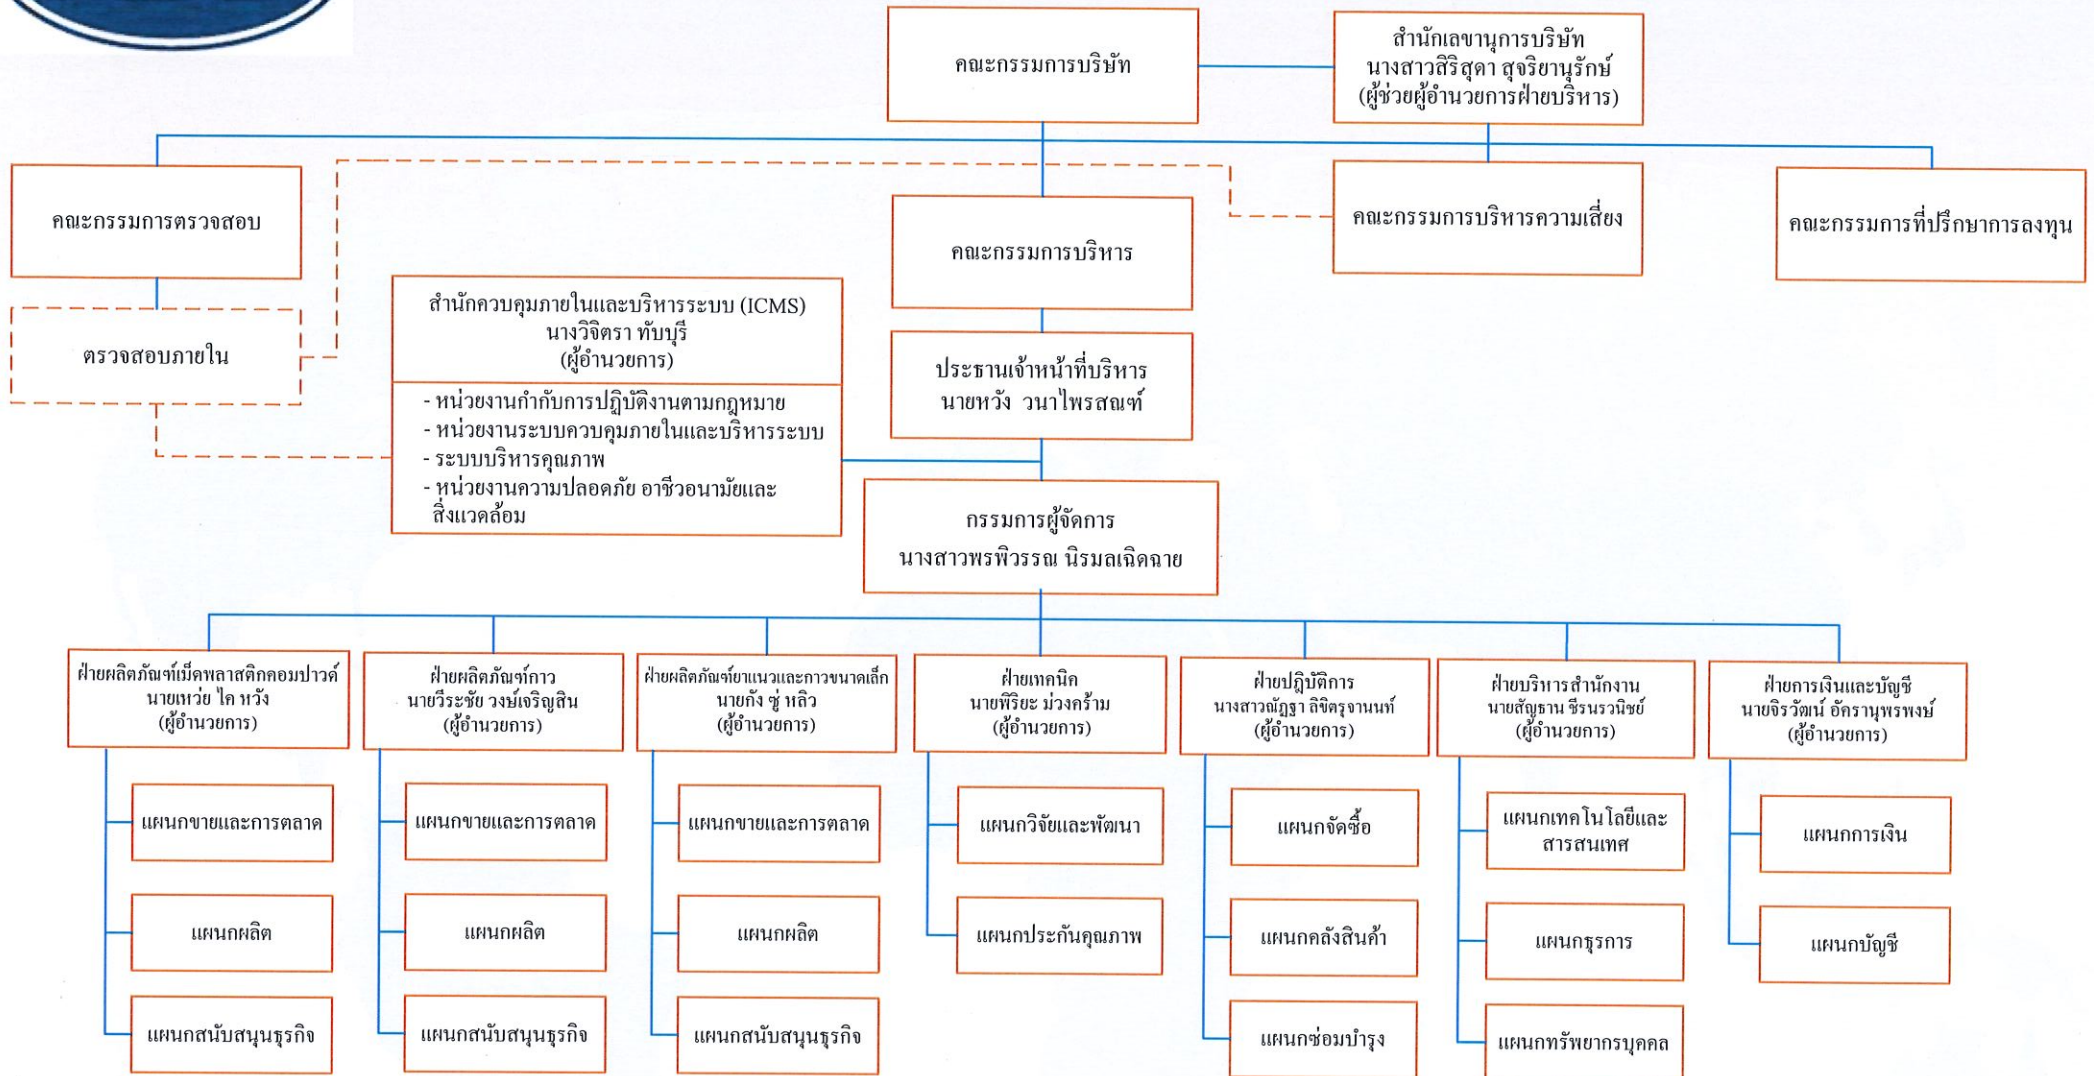 คณะกรรมการบริษัท
สำนักเลขานุการบริษัท
นางสาวสิริสุดา สุจริยานุรักษ์
(ผู้ช่วยผู้อำนวยการฝ่ายบริหาร)
คณะกรรมการตรวจสอบ
คณะกรรมการบริหาร
คณะกรรมการบริหารความเสี่ยง
คณะกรรมการที่ปรึกษาการลงทุน
ตรวจสอบภายใน
สำนักควบคุมภายในและบริหารระบบ (ICMS)
นางวิจิตรา ทับบุรี
(ผู้อำนวยการ)
- หน่วยงานกำกับการปฏิบัติงานตามกฎหมาย
- หน่วยงานระบบควบคุมภายในและบริหารระบบ
- ระบบบริหารคุณภาพ
- หน่วยงานความปลอดภัย อาชีวอนามัยและ
สิ่งแวดล้อม
ประธานเจ้าหน้าที่บริหาร
นายหวัง วนาไพรสณฑ์
กรรมการผู้จัดการ
นางสาวพรพิวรรณ นิรมลเฉิดฉาย
ฝ่ายผลิตภัณฑ์เม็ดพลาสติกคอมปาวด์
นายเหว่ย ไค หวัง
(ผู้อำนวยการ)
แผนกขายและการตลาด
แผนกผลิต
แผนกสนับสนุนธุรกิจ
ฝ่ายผลิตภัณฑ์กาว
นายวีระชัย วงษ์เจริญสิน
(ผู้อำนวยการ)
แผนกขายและการตลาด
แผนกผลิต
แผนกสนับสนุนธุรกิจ
ฝ่ายผลิตภัณฑ์ยาแนวและกาวขนาดเล็ก
นายกัง ซู่ หลิว
(ผู้อำนวยการ)
แผนกขายและการตลาด
แผนกผลิต
แผนกสนับสนุนธุรกิจ
ฝ่ายเทคนิค
นายพิริยะ ม่วงคร้าม
(ผู้อำนวยการ)
แผนกวิจัยและพัฒนา
แผนกประกันคุณภาพ
ฝ่ายปฏิบัติการ
นางสาวณัฏฐา ลิขิตรุจานนท์
(ผู้อำนวยการ)
แผนกจัดซื้อ
แผนกคลังสินค้า
แผนกซ่อมบำรุง
ฝ่ายบริหารสำนักงาน
นายสัญธาน ชีรนรวนิชย์
(ผู้อำนวยการ)
แผนกเทคโนโลยีและ
สารสนเทศ
แผนกธุรการ
แผนกทรัพยากรบุคคล
ฝ่ายการเงินและบัญชี
นายจิรวัฒน์ อัครานุพรพงษ์
(ผู้อำนวยการ)
แผนกการเงิน
แผนกบัญชี